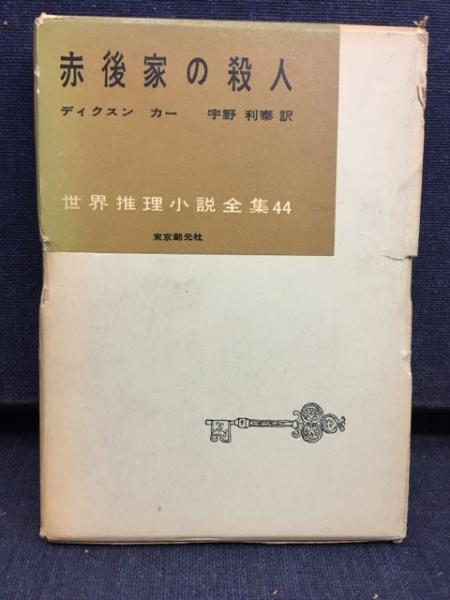 赤後家の殺人
ディクスン カー 宇野利泰訳
世界推理小説全集44
東京創元社